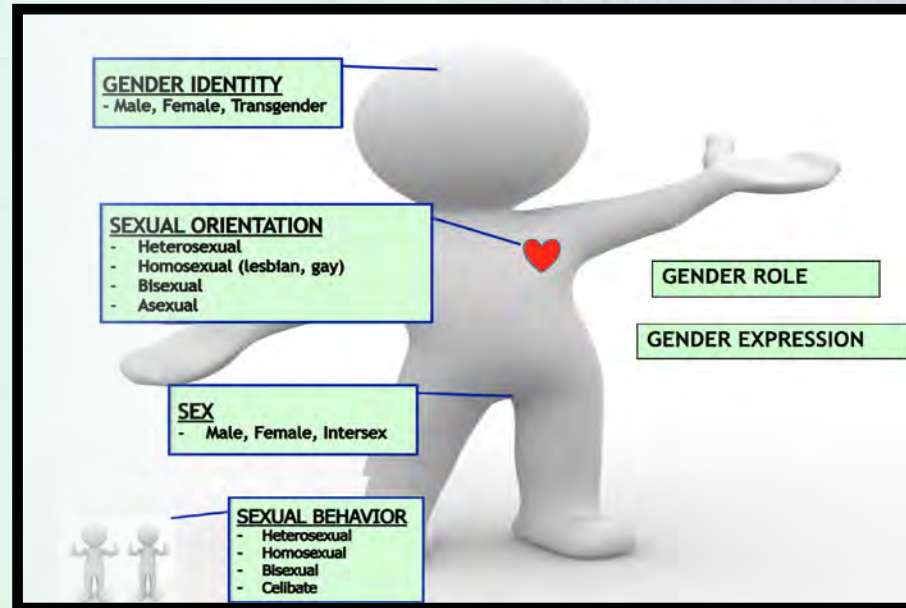 GENDER IDENTITY
- Male, Female, Transgender
SEXUAL ORIENTATION
- Heterosexual
- Homosexual (lesbian, gay)
- Bisexual
- Asexual
GENDER ROLE
GENDER EXPRESSION
SEX
- Male, Female, Intersex
SEXUAL BEHAVIOR
- Heterosexual
- Homosexual
- Bisexual
- Celibate